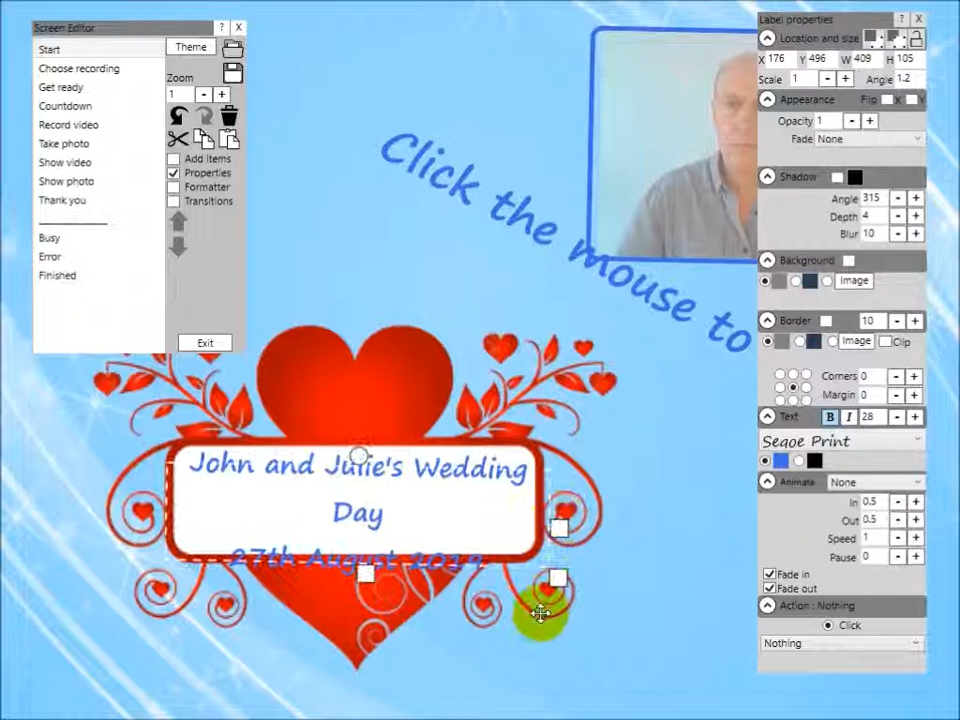 Screen Editor ? X
Start
Choose recording
Get ready
Countdown
Record video
Take photo
Show video
Show photo
Thank you
Busy
Error
Finished
Theme
Zoom
1 - +
Add items
Properties
Formatter
Transitions
Exit
Click the mouse to
John and Julie's Wedding
Day
27th August 2019
Label properties ? X
Location and size
X 176 Y 496 W 409 H 105
Scale 1 - + Angle 1.2
Appearance Flip X Y
Opacity 1 - +
Fade None
Shadow
Angle 315 - +
Depth 4 - +
Blur 10 - +
Background
Image
Border 10 - +
Image Clip
Corners 0 - +
Margin 0 - +
Text B I 28 - +
Segoe Print
Animate None
In 0.5 - +
Out 0.5 - +
Speed 1 - +
Pause 0 - +
Fade in
Fade out
Action : Nothing
Click
Nothing